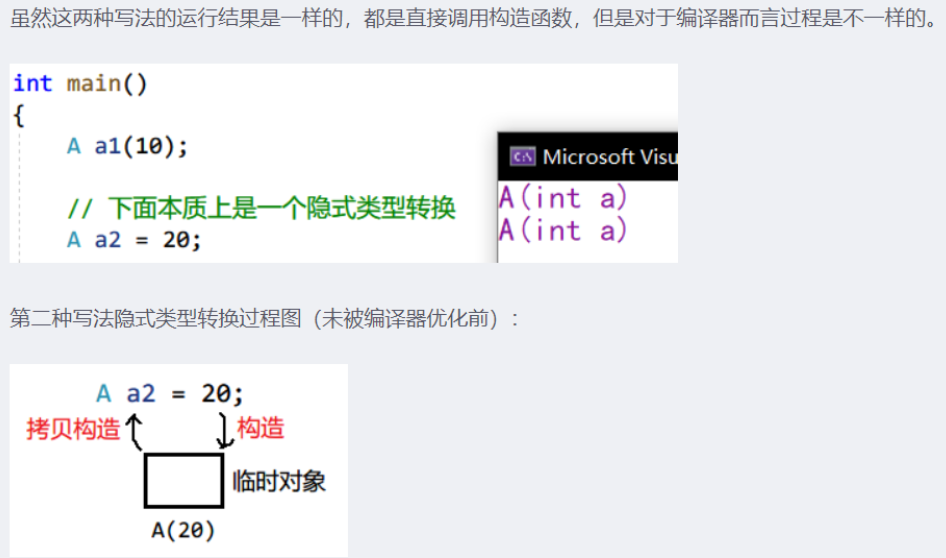 虽然这两种写法的运行结果是一样的，都是直接调用构造函数，但是对于编译器而言过程是不一样的。
int main()
{
A a1(10);
// 下面本质上是一个隐式类型转换
A a2 = 20;
C:\ Microsoft Visu
A(int a)
A(int a)
第二种写法隐式类型转换过程图（未被编译器优化前）：
A a2 = 20;
拷贝构造 构造
临时对象
A(20)